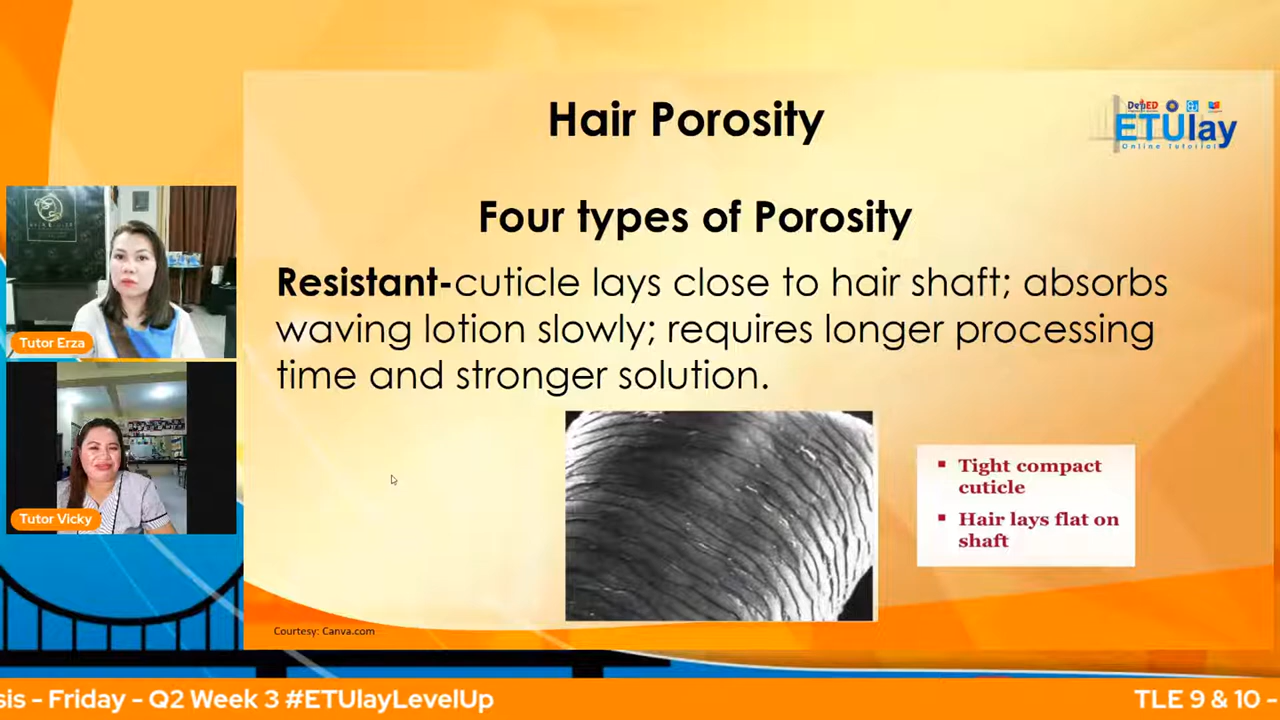 Hair Porosity
DepED
ETUlay
Online Tutorial
Four types of Porosity
Resistant-cuticle lays close to hair shaft; absorbs
waving lotion slowly; requires longer processing
time and stronger solution.
Tutor Erza
Tutor Vicky
▪ Tight compact
cuticle
▪ Hair lays flat on
shaft
Courtesy: Canva.com
sis - Friday - Q2 Week 3 #ETUlayLevelUp
TLE 9 & 10 -